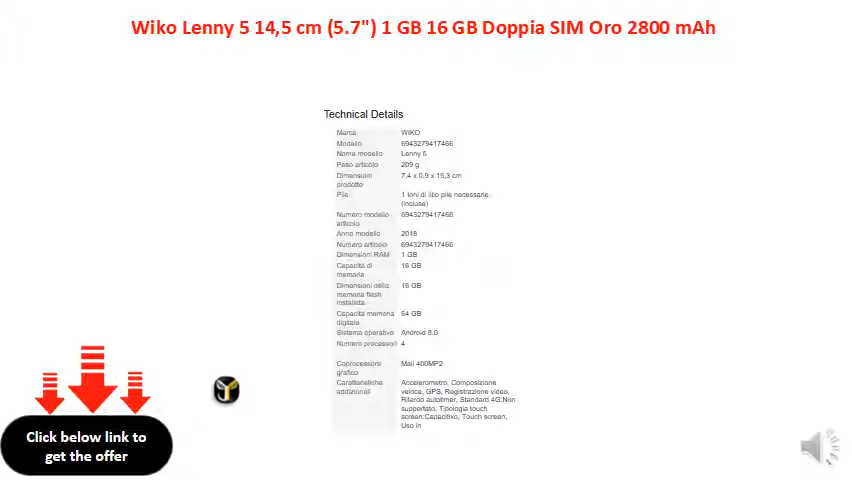 Wiko Lenny 5 14,5 cm (5.7") 1 GB 16 GB Doppia SIM Oro 2800 mAh
Technical Details
Marca WIKO
Modello 6943279417466
Nome modello Lenny 5
Peso articolo 209 g
Dimensioni 7,4 x 0,9 x 15,3 cm
prodotto
Pile 1 Ioni di litio pile necessarie.
(incluse)
Numero modello 6943279417466
articolo
Anno modello 2018
Numero articolo 6943279417466
Dimensioni RAM 1 GB
Capacità di 16 GB
memoria
Dimensioni della 16 GB
memoria flash
installata
Capacità memoria 64 GB
digitale
Sistema operativo Android 8.0
Numero processori 4
Coprocessore Mali 400MP2
grafico
Caratteristiche Accelerometro, Composizione
addizionali veloce, GPS, Registrazione video,
Ritardo autotimer, Standard 4G:Non
supportato, Tipologia touch
screen:Capacitivo, Touch screen,
Uso in
Click below link to
get the offer